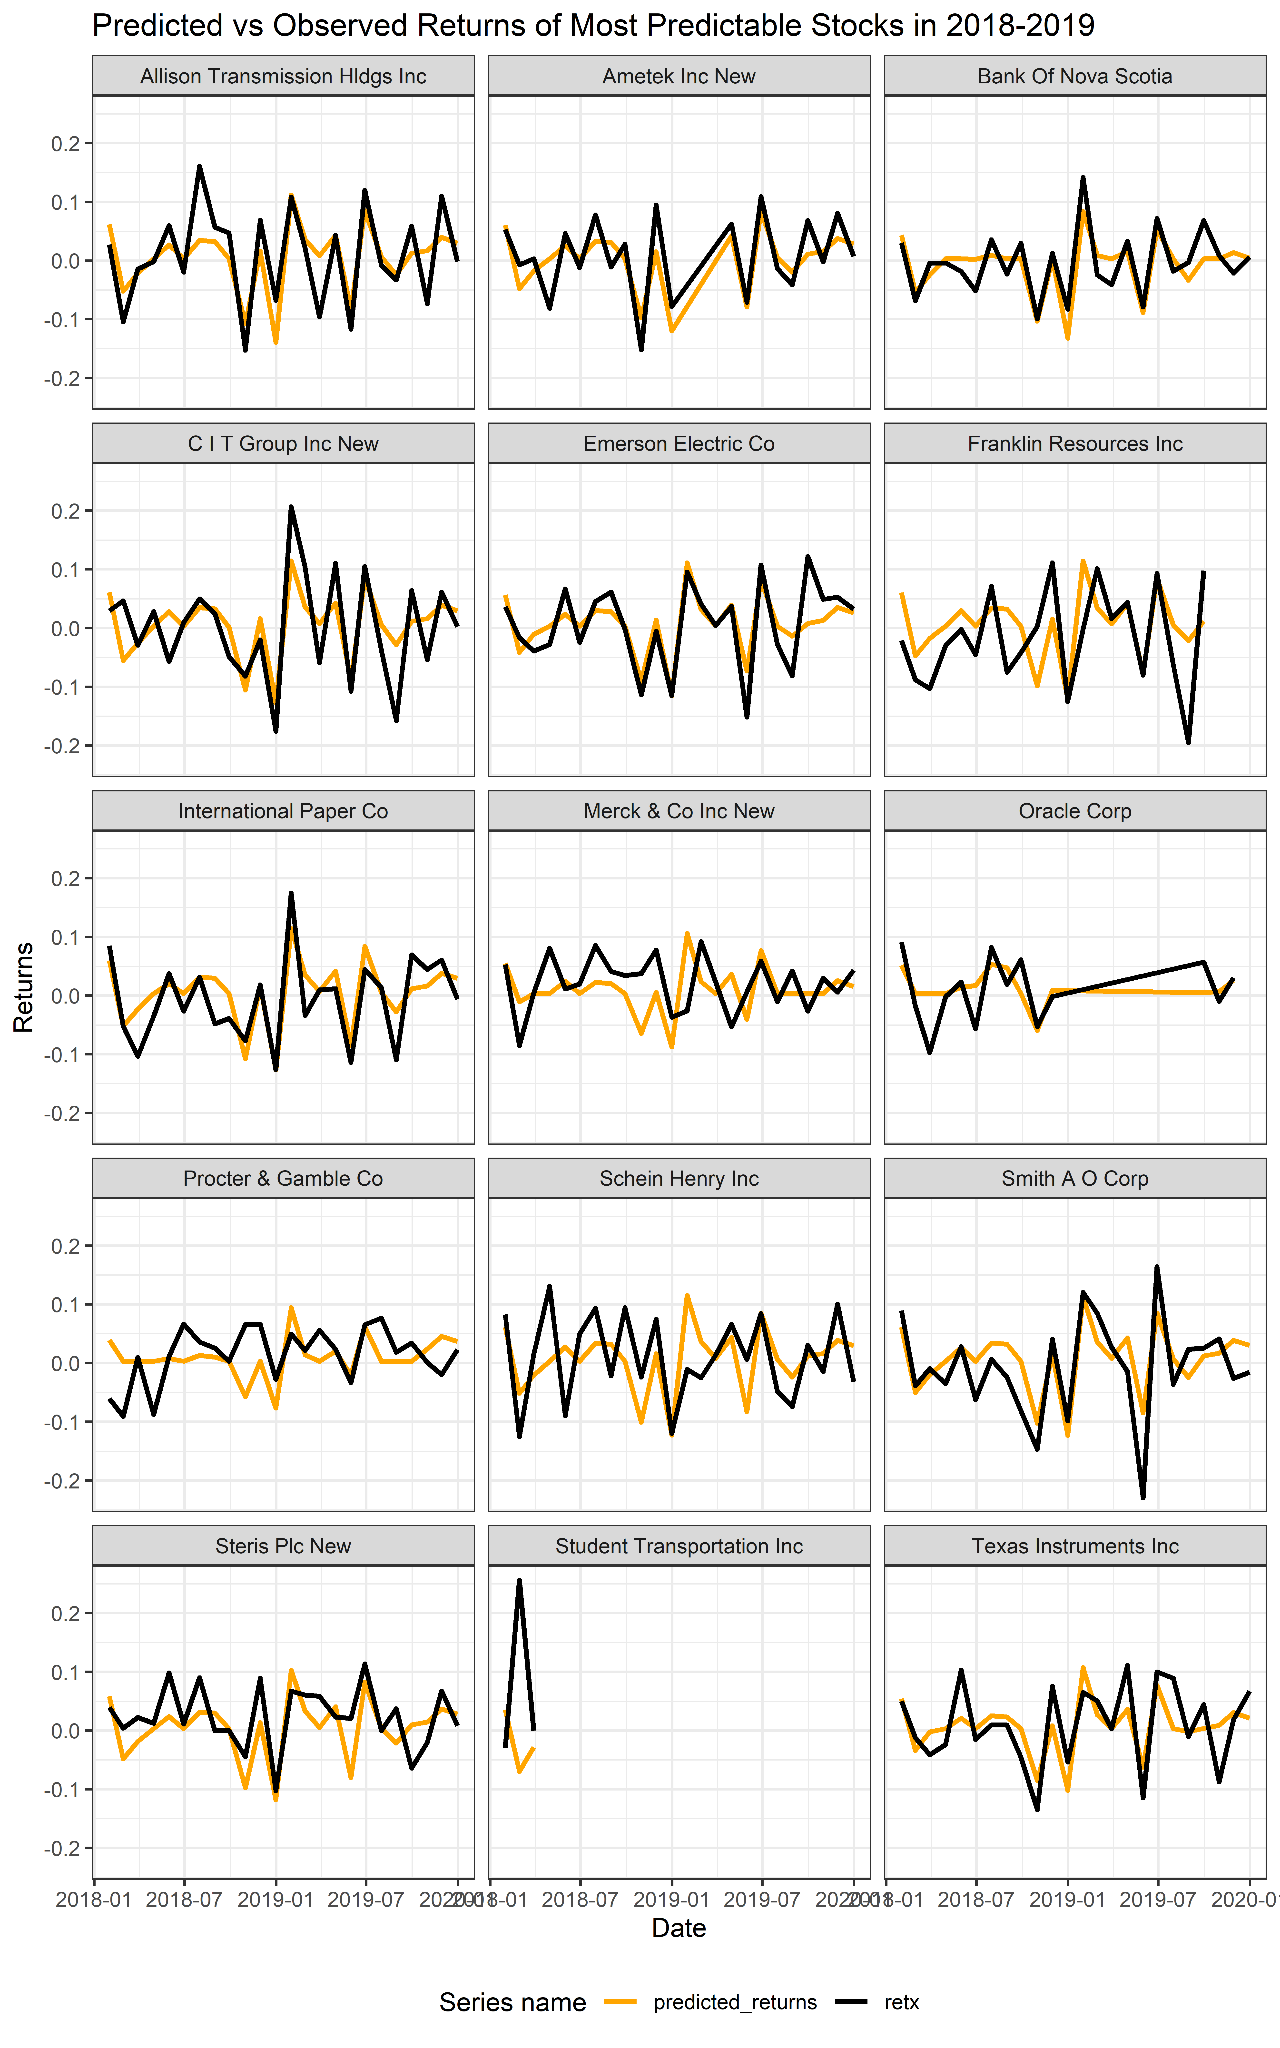 Predicted vs Observed Returns of Most Predictable Stocks in 2018-2019
Allison Transmission Hldgs Inc
Ametek Inc New
Bank Of Nova Scotia
0.2
0.1
0.0
-0.1
-0.2
C I T Group Inc New
Emerson Electric Co
Franklin Resources Inc
0.2
0.1
0.0
-0.1
-0.2
International Paper Co
Merck & Co Inc New
Oracle Corp
0.2
0.1
0.0
-0.1
-0.2
Returns
Procter & Gamble Co
Schein Henry Inc
Smith A O Corp
0.2
0.1
0.0
-0.1
-0.2
Steris Plc New
Student Transportation Inc
Texas Instruments Inc
0.2
0.1
0.0
-0.1
-0.2
2018-01 2018-07 2019-01 2019-07 2020-01
2018-01 2018-07 2019-01 2019-07 2020-01
2018-01 2018-07 2019-01 2019-07 2020-01
Date
Series name predicted_returns retx